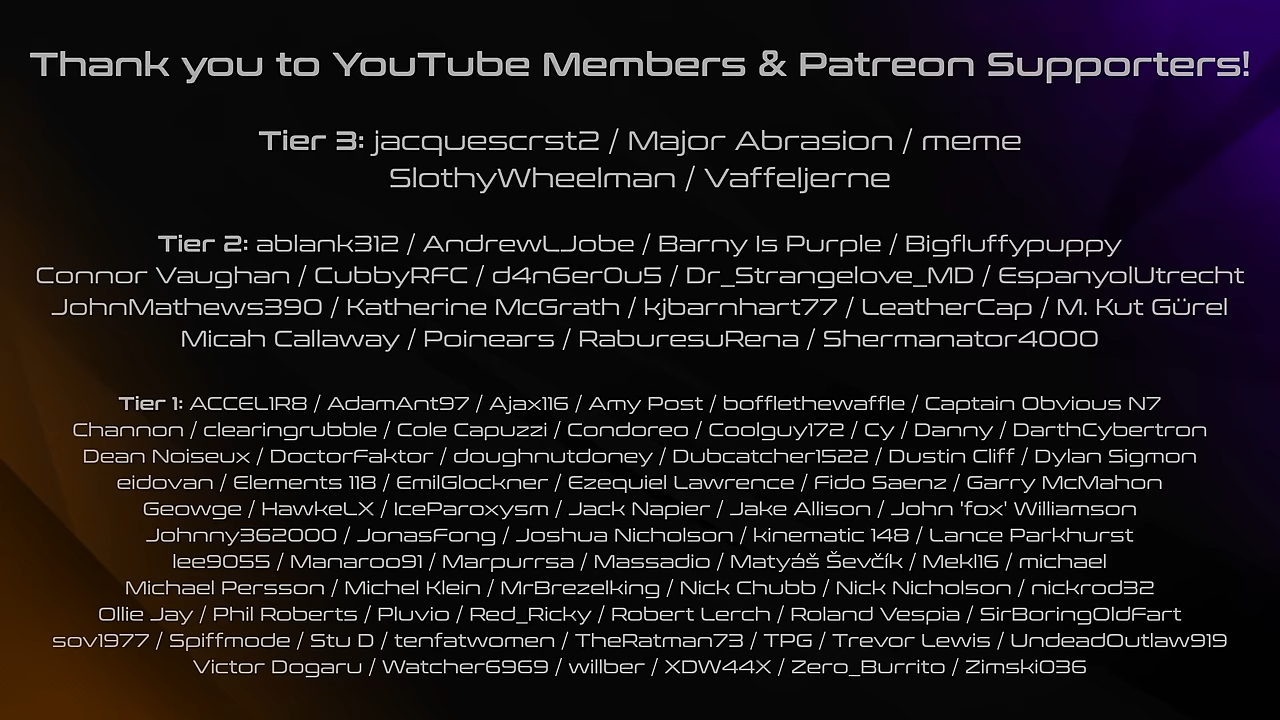 Thank you to YouTube Members & Patreon Supporters!
Tier 3: jacquescrst2 / Major Abrasion / meme
SlothyWheelman / Vaffeljerne
Tier 2: ablank312 / AndrewLJobe / Barny Is Purple / Bigfluffypuppy
Connor Vaughan / CubbyRFC / d4n6er0u5 / Dr_Strangelove_MD / EspanyolUtrecht
JohnMathews390 / Katherine McGrath / kjbarnhart77 / LeatherCap / M. Kut Gürel
Micah Callaway / Poinears / RaburesuRena / Shermanator4000
Tier 1: ACCEL1R8 / AdamAnt97 / Ajax116 / Amy Post / bofflethewaffle / Captain Obvious N7
Channon / clearingrubble / Cole Capuzzi / Condoreo / Coolguy172 / Cy / Danny / DarthCybertron
Dean Noiseux / DoctorFaktor / doughnutdoney / Dubcatcher1522 / Dustin Cliff / Dylan Sigmon
eidovan / Elements 118 / EmilGlockner / Ezequiel Lawrence / Fido Saenz / Garry McMahon
Geowge / HawkeLX / IceParoxysm / Jack Napier / Jake Allison / John 'fox' Williamson
Johnny362000 / JonasFong / Joshua Nicholson / kinematic 148 / Lance Parkhurst
lee9055 / Manaroo91 / Marpurrsa / Massadio / Matyáš Ševčík / Mekl16 / michael
Michael Persson / Michel Klein / MrBrezelking / Nick Chubb / Nick Nicholson / nickrod32
Ollie Jay / Phil Roberts / Pluvio / Red_Ricky / Robert Lerch / Roland Vespia / SirBoringOldFart
sov1977 / Spiffmode / Stu D / tenfatwomen / TheRatman73 / TPG / Trevor Lewis / UndeadOutlaw919
Victor Dogaru / Watcher6969 / willber / XDW44X / Zero_Burrito / Zimski036